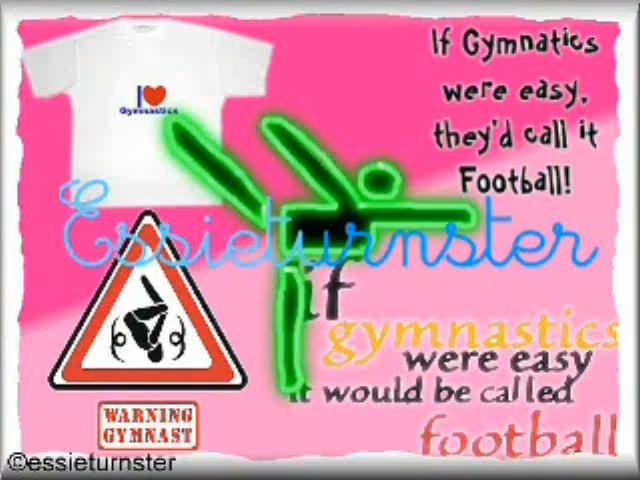 I
Gymnastics
If Gymnatics
were easy,
they'd call it
Football!
Essieturnster
if
gymnastics
were easy
it would be called
football
WARNING
GYMNAST
©essieturnster